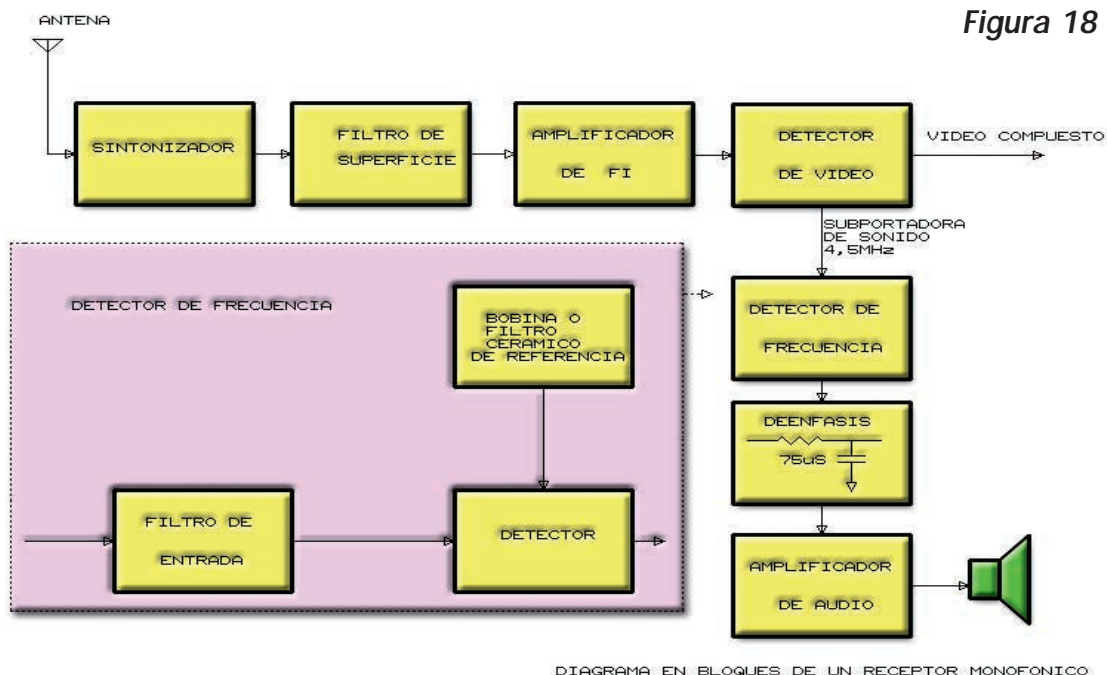 Figura 18
ANTENA
SINTONIZADOR
FILTRO DE
SUPERFICIE
AMPLIFICADOR
DE FI
DETECTOR
DE VIDEO
VIDEO COMPUESTO
SUBPORTADORA
DE SONIDO
4,5MHz
DETECTOR DE FRECUENCIA
BOBINA O
FILTRO
CERAMICO
DE REFERENCIA
FILTRO DE
ENTRADA
DETECTOR
DETECTOR DE
FRECUENCIA
DEENFASIS
75uS
AMPLIFICADOR
DE AUDIO
DIAGRAMA EN BLOQUES DE UN RECEPTOR MONOFONICO